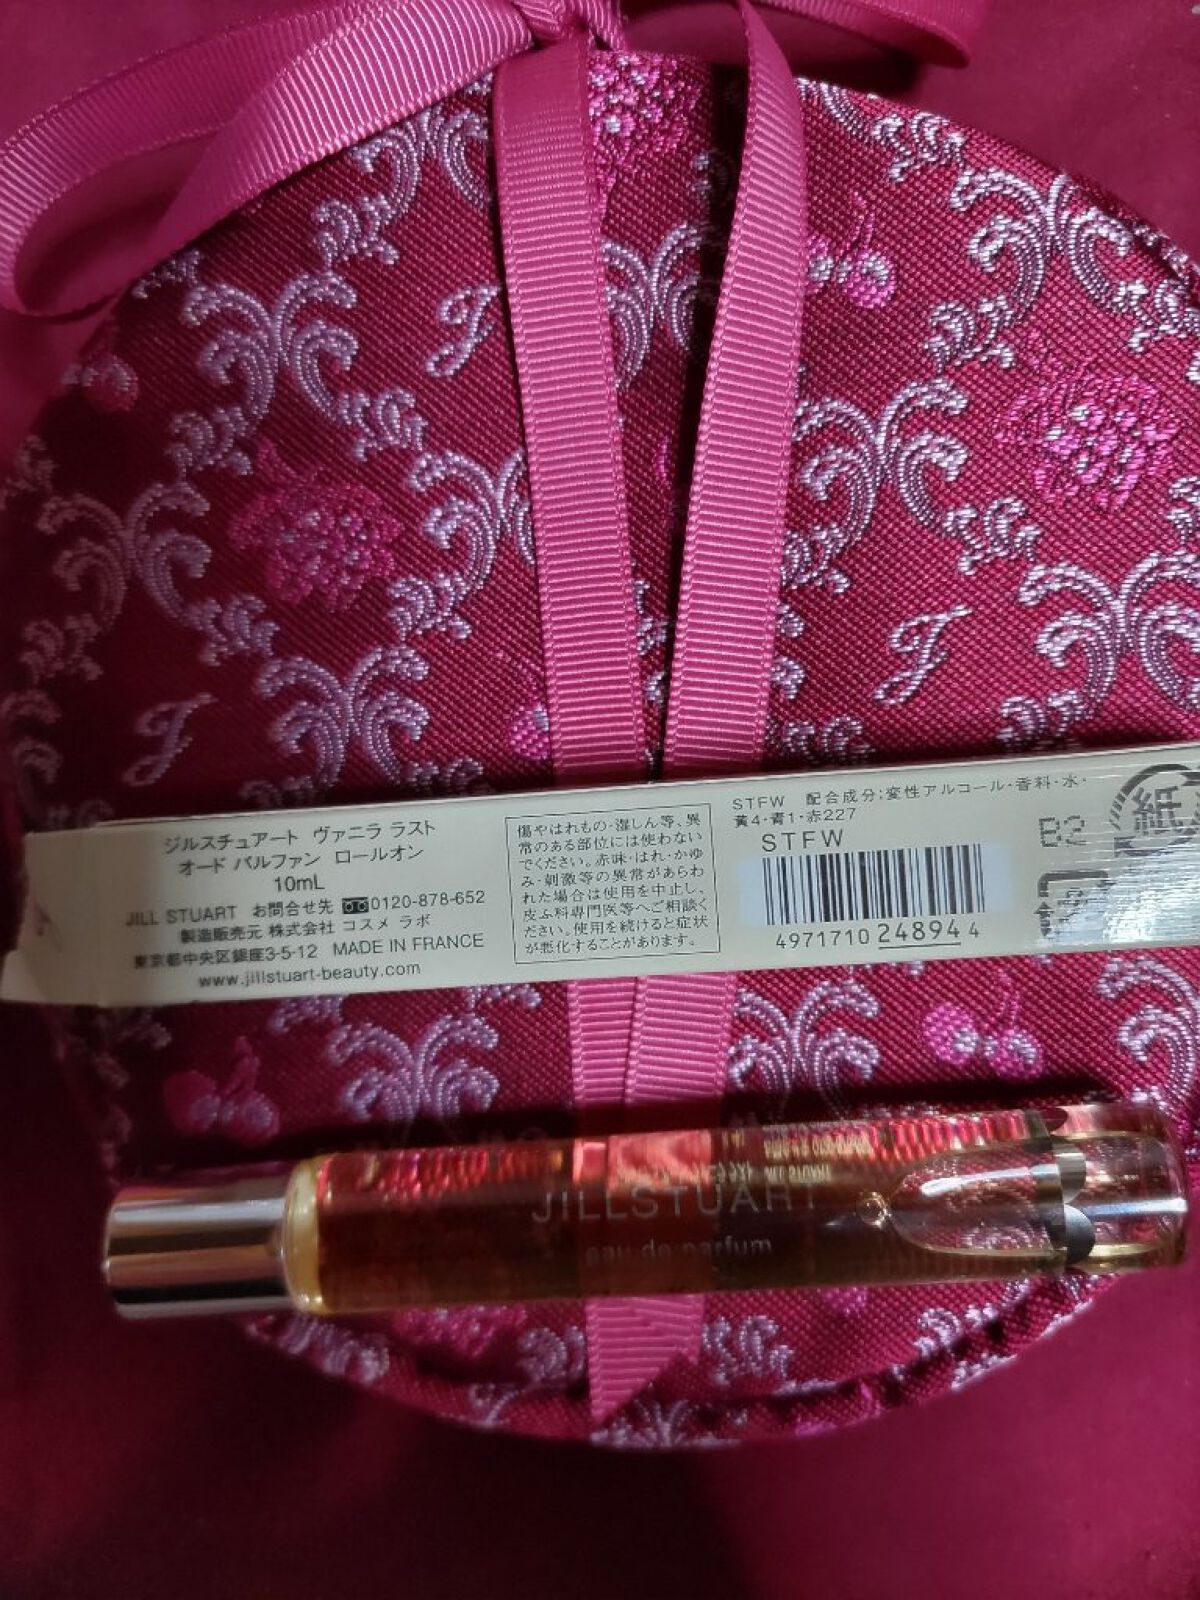 ジルスチュアート ヴァニラ ラスト
オード パルファン ロールオン
10mL
JILL STUART お問合せ先 0120-878-652
製造販売元 株式会社 コスメ ラボ
東京都中央区銀座3-5-12 MADE IN FRANCE
www.jillstuart-beauty.com
傷やはれもの・湿しん等、異
常のある部位には使わない
でください。赤味・はれ・かゆ
み・刺激等の異常があらわ
れた場合は使用を中止し、
皮ふ科専門医等へご相談く
ださい。使用を続けると症状
が悪化することがあります。
STFW 配合成分:変性アルコール・香料・水・
黄4・青1・赤227
STFW
4971710 248944
B2
紙
J
J
J
JILLSTUART
eau de parfum